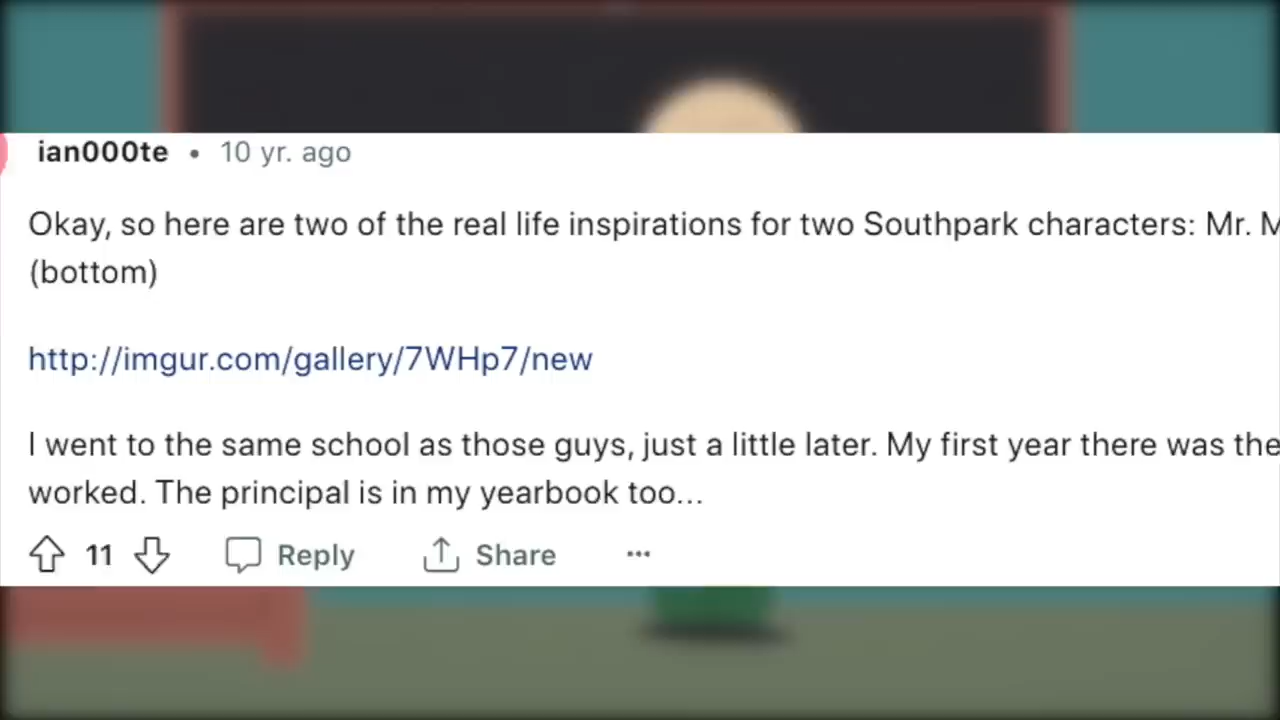 ian000te • 10 yr. ago
Okay, so here are two of the real life inspirations for two Southpark characters: Mr. M
(bottom)
http://imgur.com/gallery/7WHp7/new
I went to the same school as those guys, just a little later. My first year there was the
worked. The principal is in my yearbook too...
11 Reply Share ...